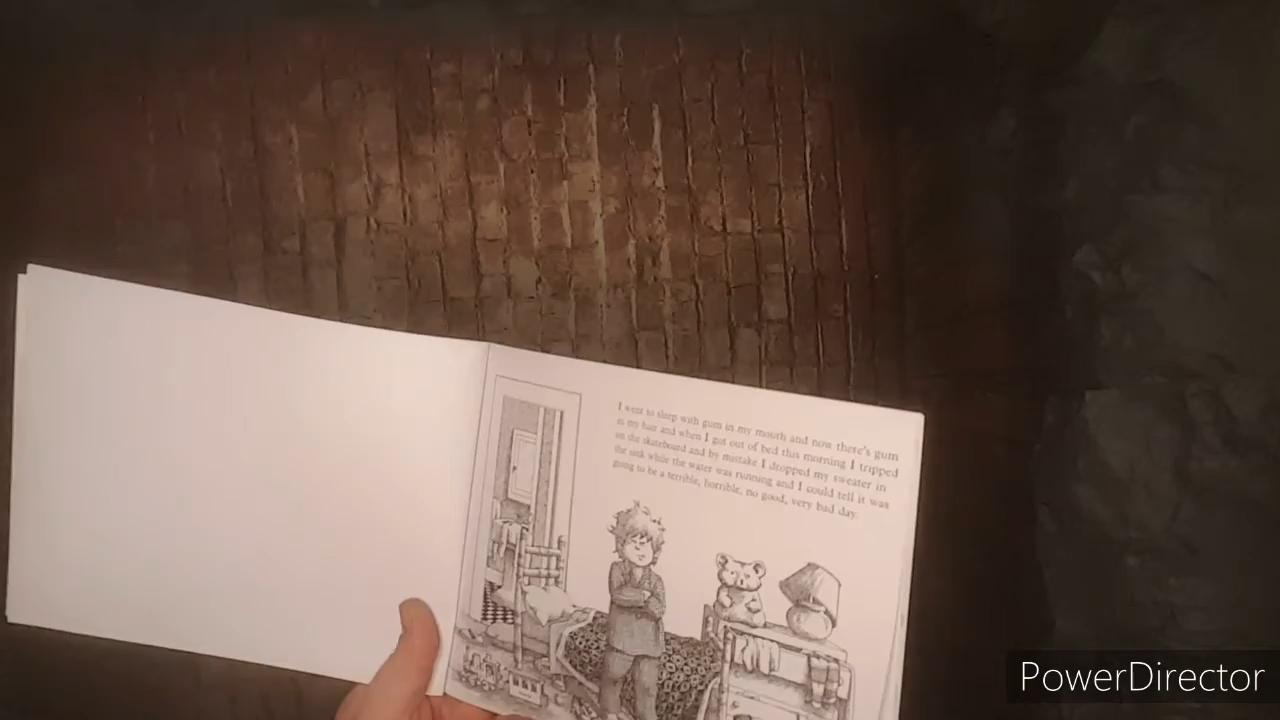 I went to sleep with gum in my mouth and now there's gum
in my hair and when I got out of bed this morning I tripped
on the skateboard and by mistake I dropped my sweater in
the sink while the water was running and I could tell it was
going to be a terrible, horrible, no good, very bad day.
PowerDirector